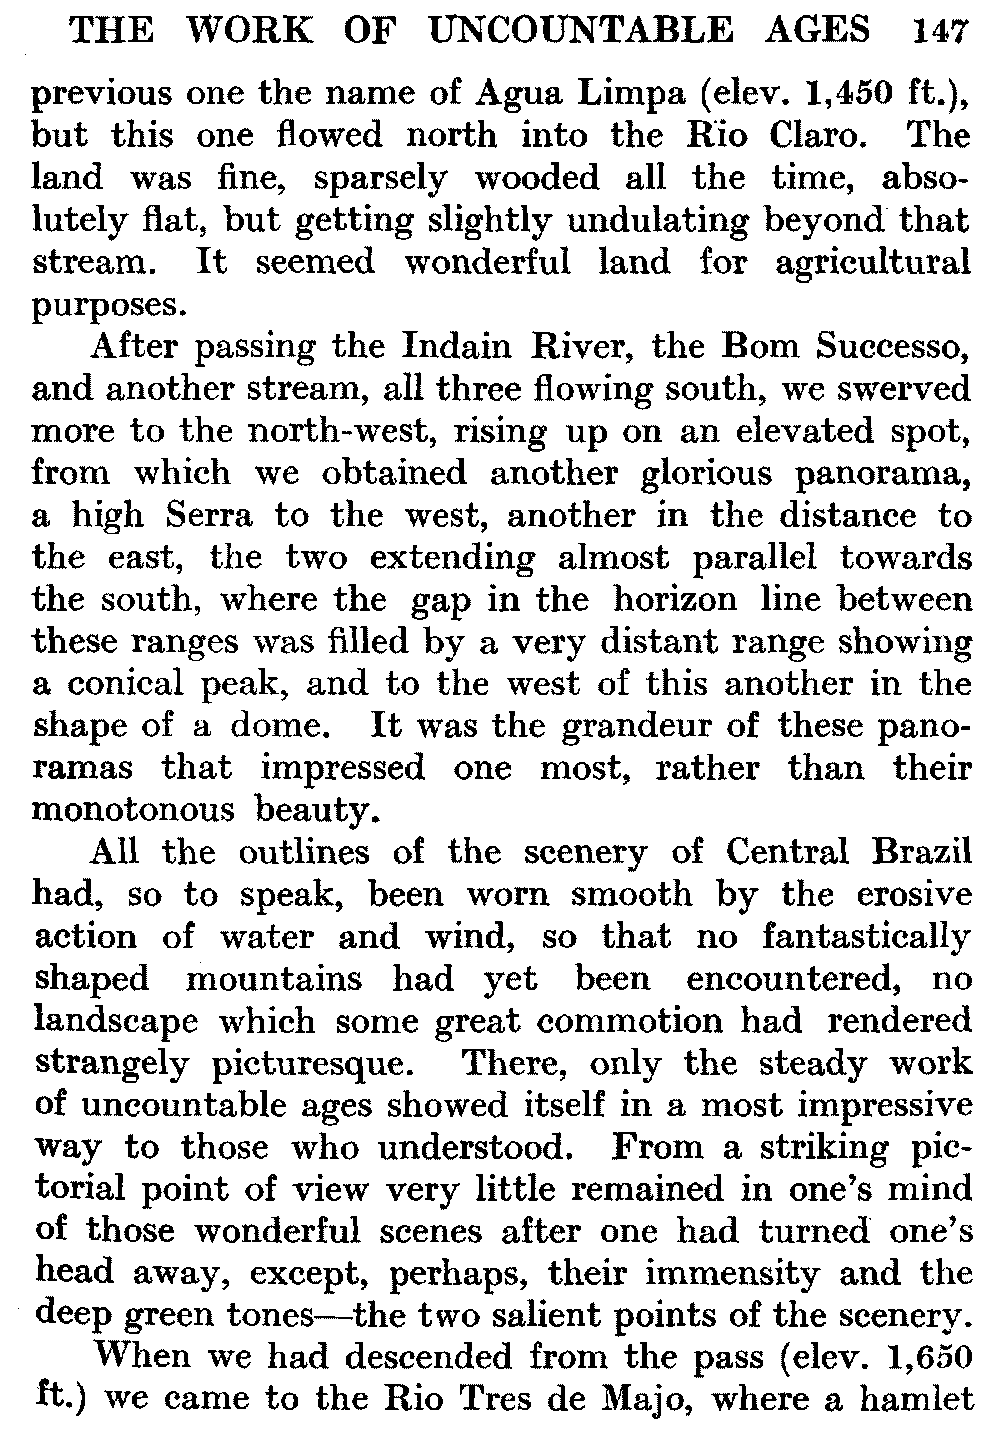 THE WORK OF UNCOUNTABLE AGES 147
previous one the name of Agua Limpa (elev. 1,450 ft.),
but this one flowed north into the Rio Claro. The
land was fine, sparsely wooded all the time, abso-
lutely flat, but getting slightly undulating beyond that
stream. It seemed wonderful land for agricultural
purposes.
After passing the Indain River, the Bom Successo,
and another stream, all three flowing south, we swerved
more to the north-west, rising up on an elevated spot,
from which we obtained another glorious panorama,
a high Serra to the west, another in the distance to
the east, the two extending almost parallel towards
the south, where the gap in the horizon line between
these ranges was filled by a very distant range showing
a conical peak, and to the west of this another in the
shape of a dome. It was the grandeur of these pano-
ramas that impressed one most, rather than their
monotonous beauty.
All the outlines of the scenery of Central Brazil
had, so to speak, been worn smooth by the erosive
action of water and wind, so that no fantastically
shaped mountains had yet been encountered, no
landscape which some great commotion had rendered
strangely picturesque. There, only the steady work
of uncountable ages showed itself in a most impressive
way to those who understood. From a striking pic-
torial point of view very little remained in one's mind
of those wonderful scenes after one had turned one's
head away, except, perhaps, their immensity and the
deep green tones—the two salient points of the scenery.
When we had descended from the pass (elev. 1,650
ft.) we came to the Rio Tres de Majo, where a hamlet